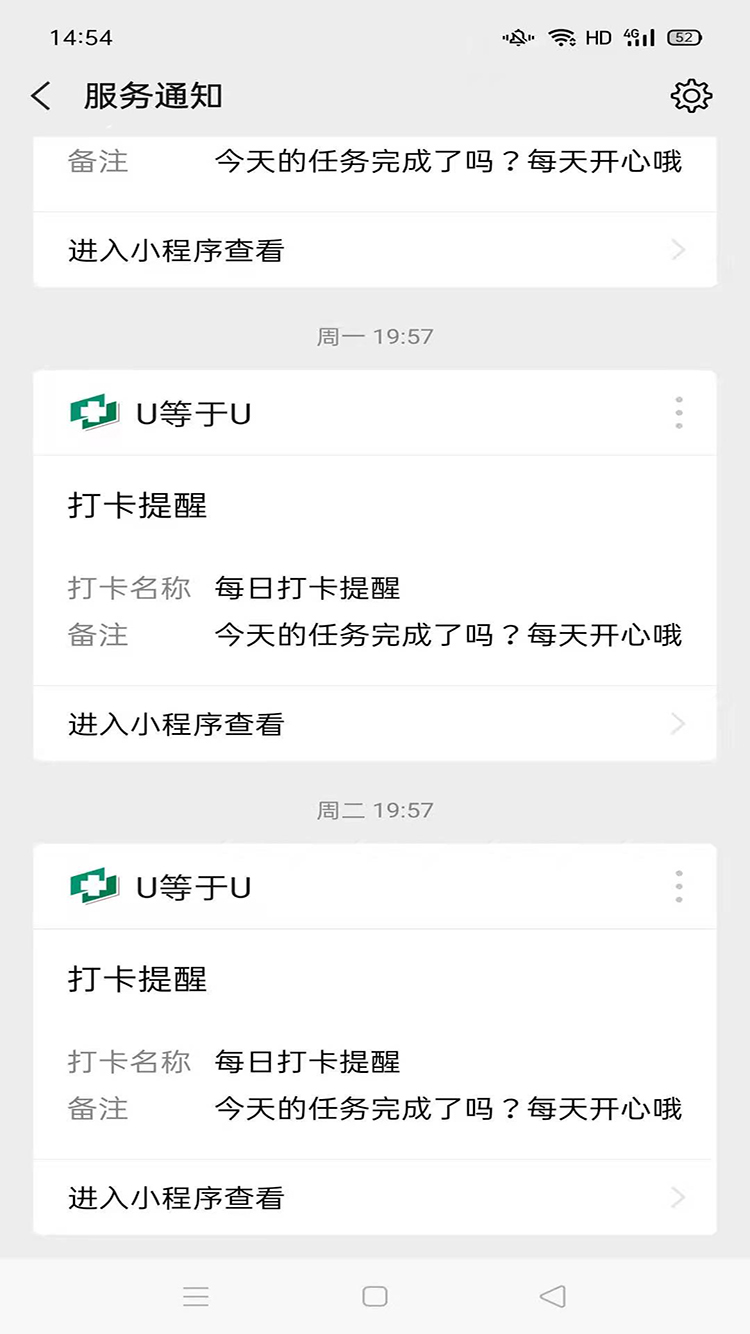 14:54 HD 4G 52
服务通知
备注 今天的任务完成了吗？每天开心哦
进入小程序查看
周一 19:57
U等于U
打卡提醒
打卡名称 每日打卡提醒
备注 今天的任务完成了吗？每天开心哦
进入小程序查看
周二 19:57
U等于U
打卡提醒
打卡名称 每日打卡提醒
备注 今天的任务完成了吗？每天开心哦
进入小程序查看